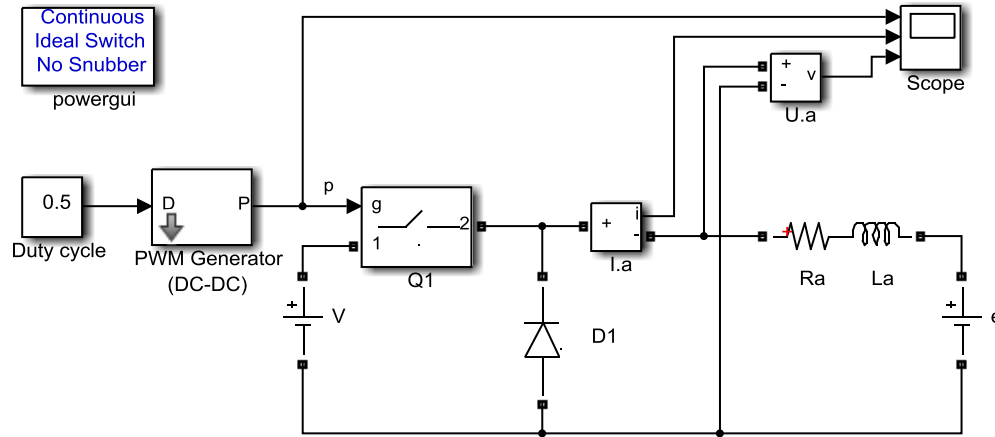 Continuous
Ideal Switch
No Snubber
powergui
Scope
+
v
-
U.a
p
0.5
D
P
g
2
1
+
i
-
I.a
+
Duty cycle
PWM Generator
(DC-DC)
Q1
Ra
La
+
V
D1
+
e